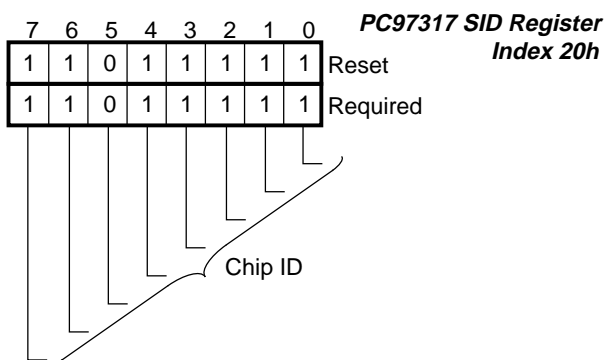 PC97317 SID Register
Index 20h
7 6 5 4 3 2 1 0
1 1 0 1 1 1 1 1 Reset
1 1 0 1 1 1 1 1 Required
Chip ID